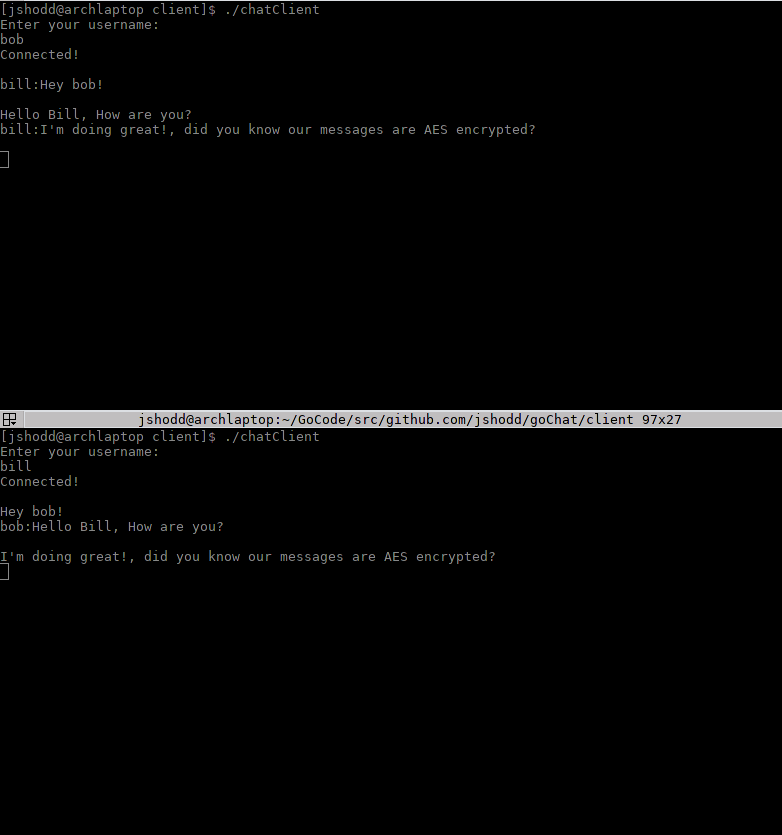 [jshodd@archlaptop client]$ ./chatClient
Enter your username:
bob
Connected!
bill:Hey bob!
Hello Bill, How are you?
bill:I'm doing great!, did you know our messages are AES encrypted?
jshodd@archlaptop:~/GoCode/src/github.com/jshodd/goChat/client 97x27
[jshodd@archlaptop client]$ ./chatClient
Enter your username:
bill
Connected!
Hey bob!
bob:Hello Bill, How are you?
I'm doing great!, did you know our messages are AES encrypted?